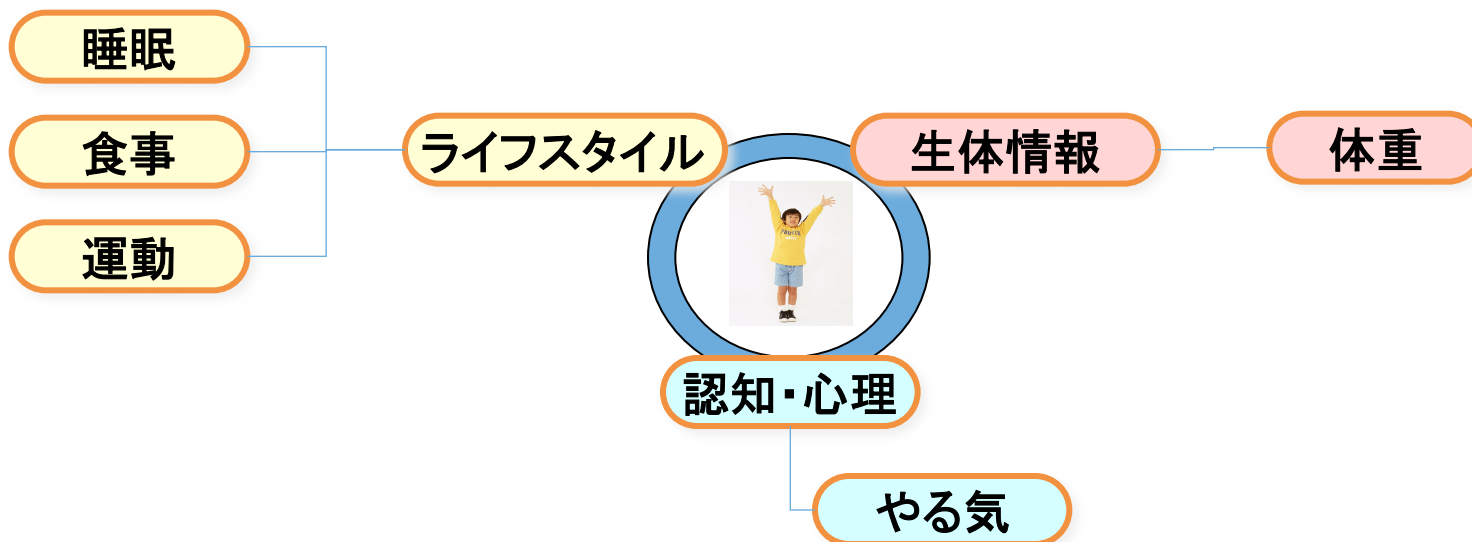 睡眠
食事
運動
ライフスタイル
生体情報
体重
認知・心理
やる気